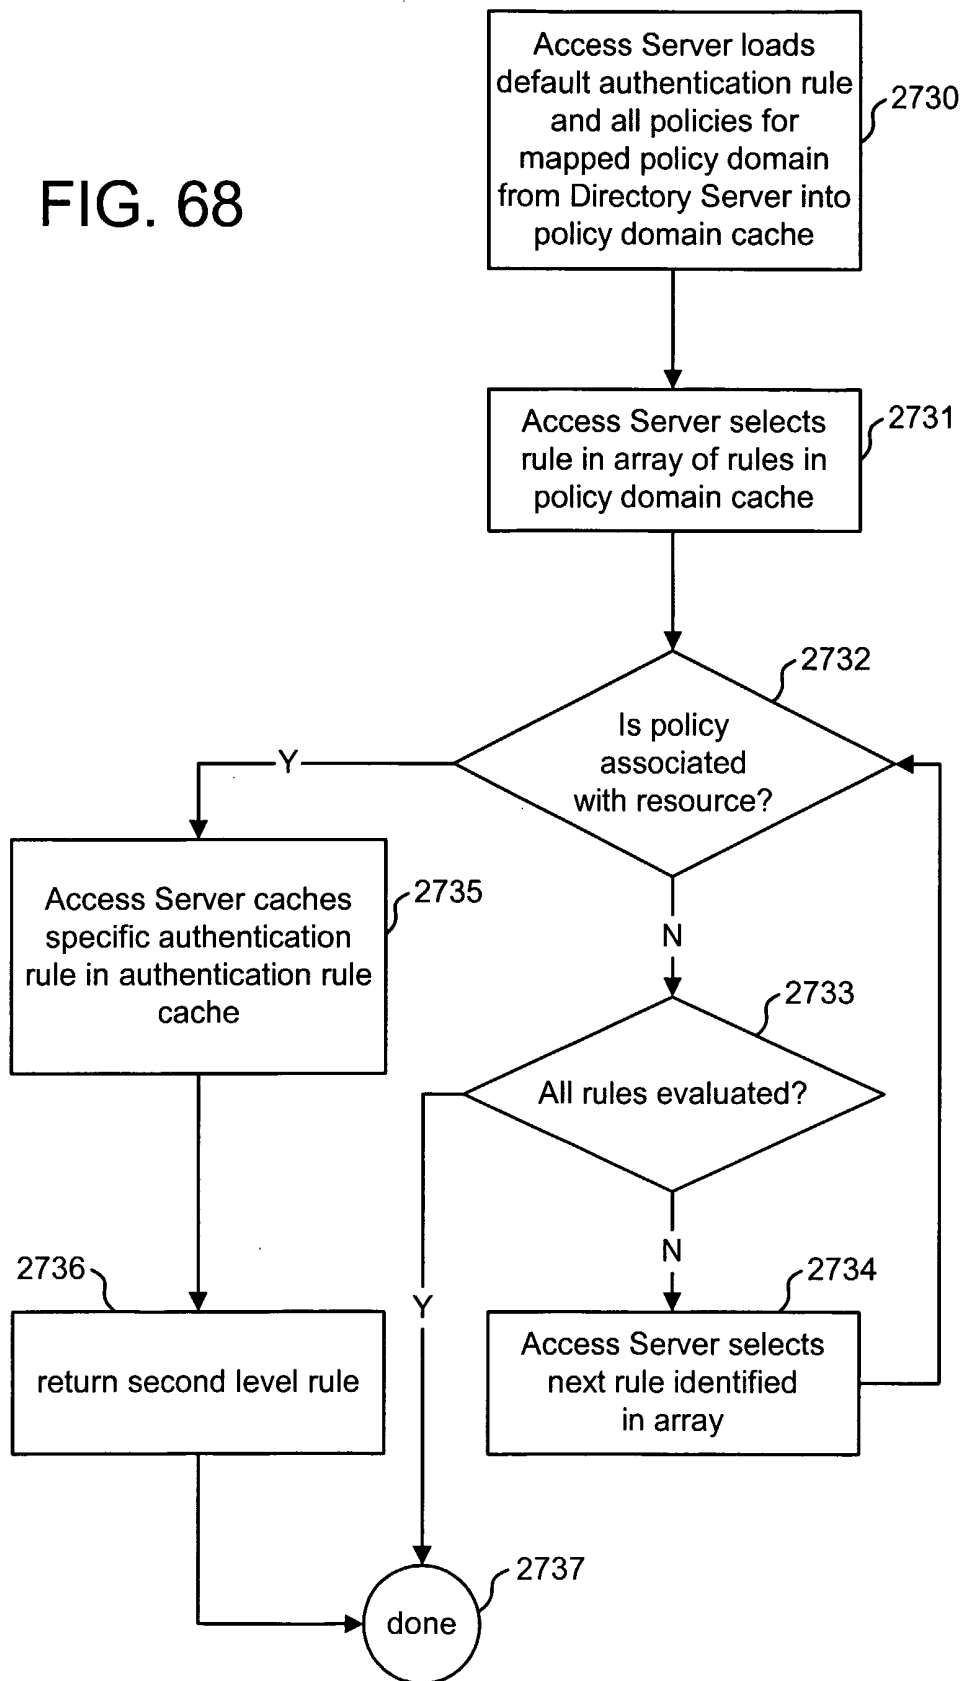 FIG. 68
Access Server loads
default authentication rule
and all policies for
mapped policy domain
from Directory Server into
policy domain cache
2730
Access Server selects
rule in array of rules in
policy domain cache
2731
Is policy
associated
with resource?
2732
Y
N
Access Server caches
specific authentication
rule in authentication rule
cache
2735
All rules evaluated?
2733
Y
N
2736
return second level rule
Access Server selects
next rule identified
in array
2734
done
2737